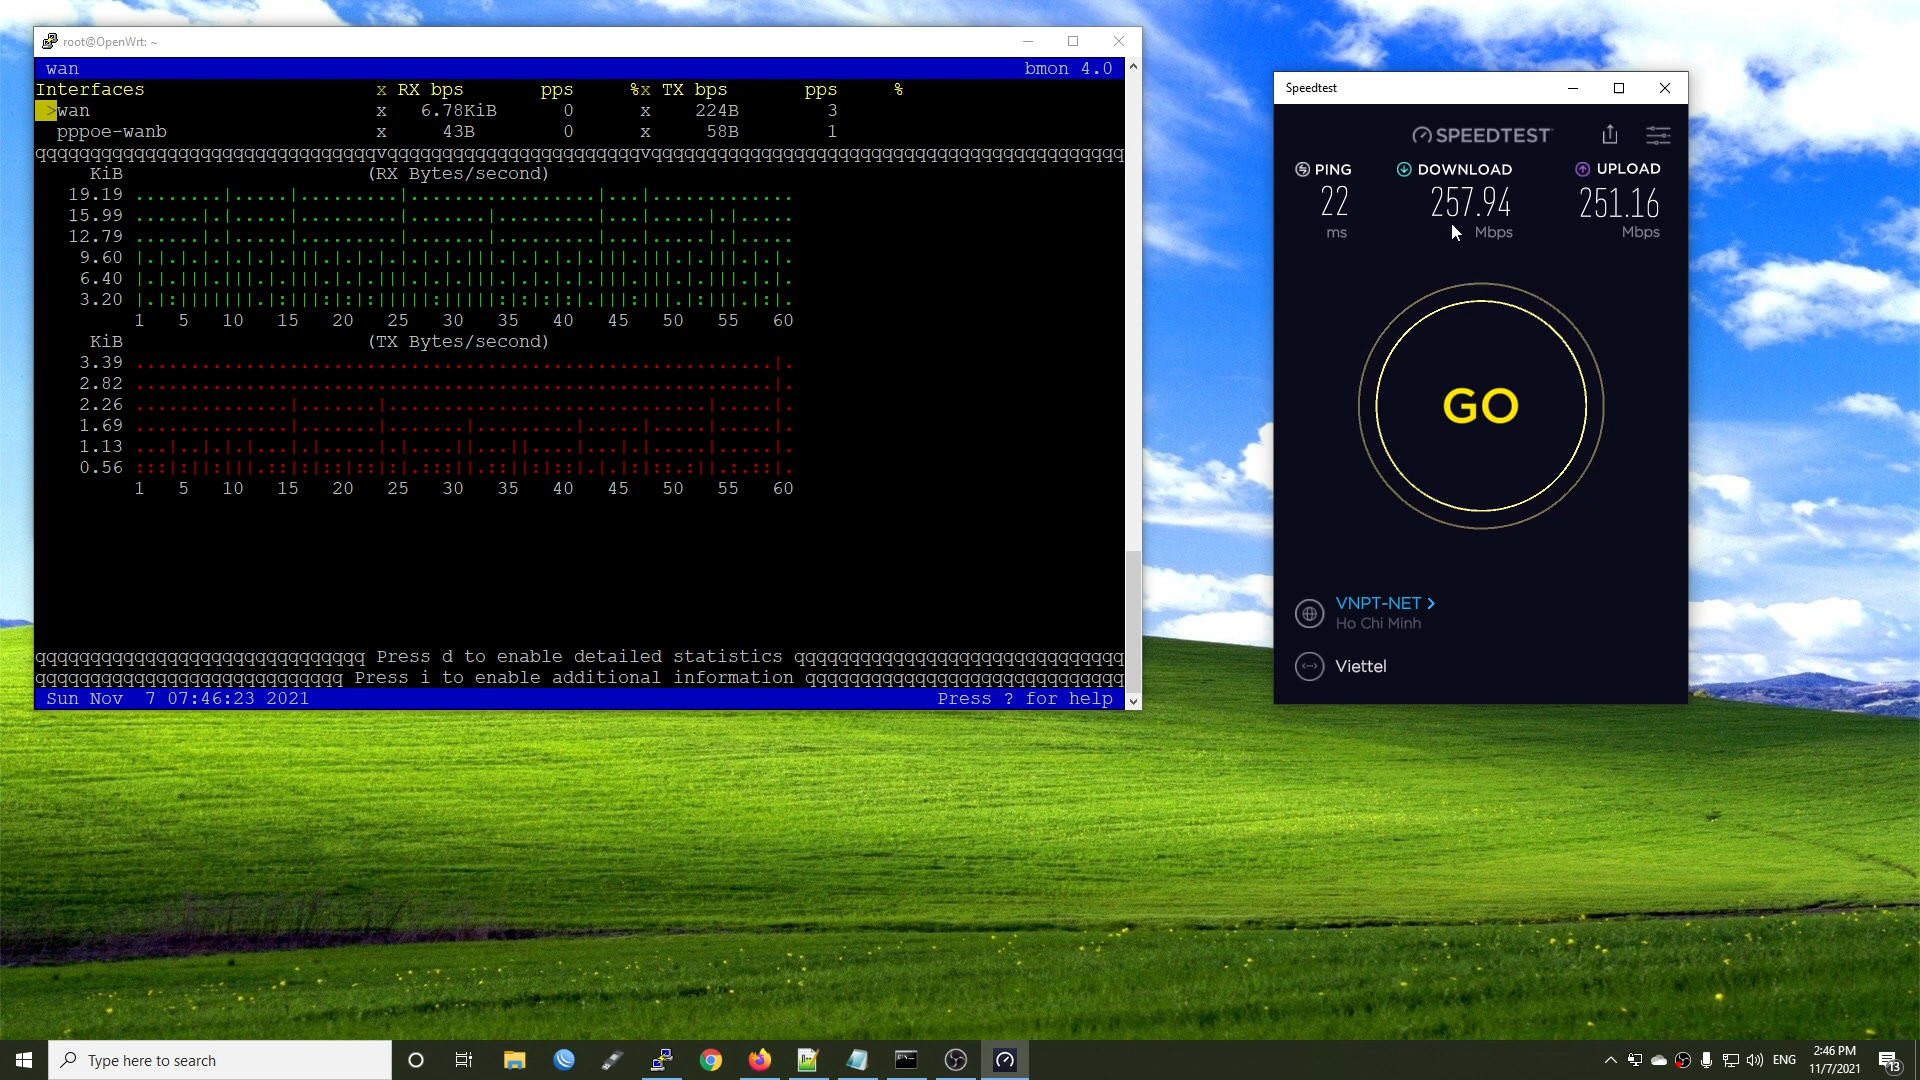 root@OpenWrt: ~
wan bmon 4.0
Interfaces x RX bps pps %x TX bps pps %
>wan x 6.78KiB 0 x 224B 3
pppoe-wanb x 43B 0 x 58B 1
KiB (RX Bytes/second)
19.19
15.99
12.79
9.60
6.40
3.20
1 5 10 15 20 25 30 35 40 45 50 55 60
KiB (TX Bytes/second)
3.39
2.82
2.26
1.69
1.13
0.56
1 5 10 15 20 25 30 35 40 45 50 55 60
Press d to enable detailed statistics
Press i to enable additional information
Sun Nov 7 07:46:23 2021 Press ? for help
Speedtest
SPEEDTEST
PING DOWNLOAD UPLOAD
22 257.94 251.16
ms Mbps Mbps
GO
VNPT-NET
Ho Chi Minh
Viettel
Type here to search
ENG
2:46 PM
11/7/2021
13